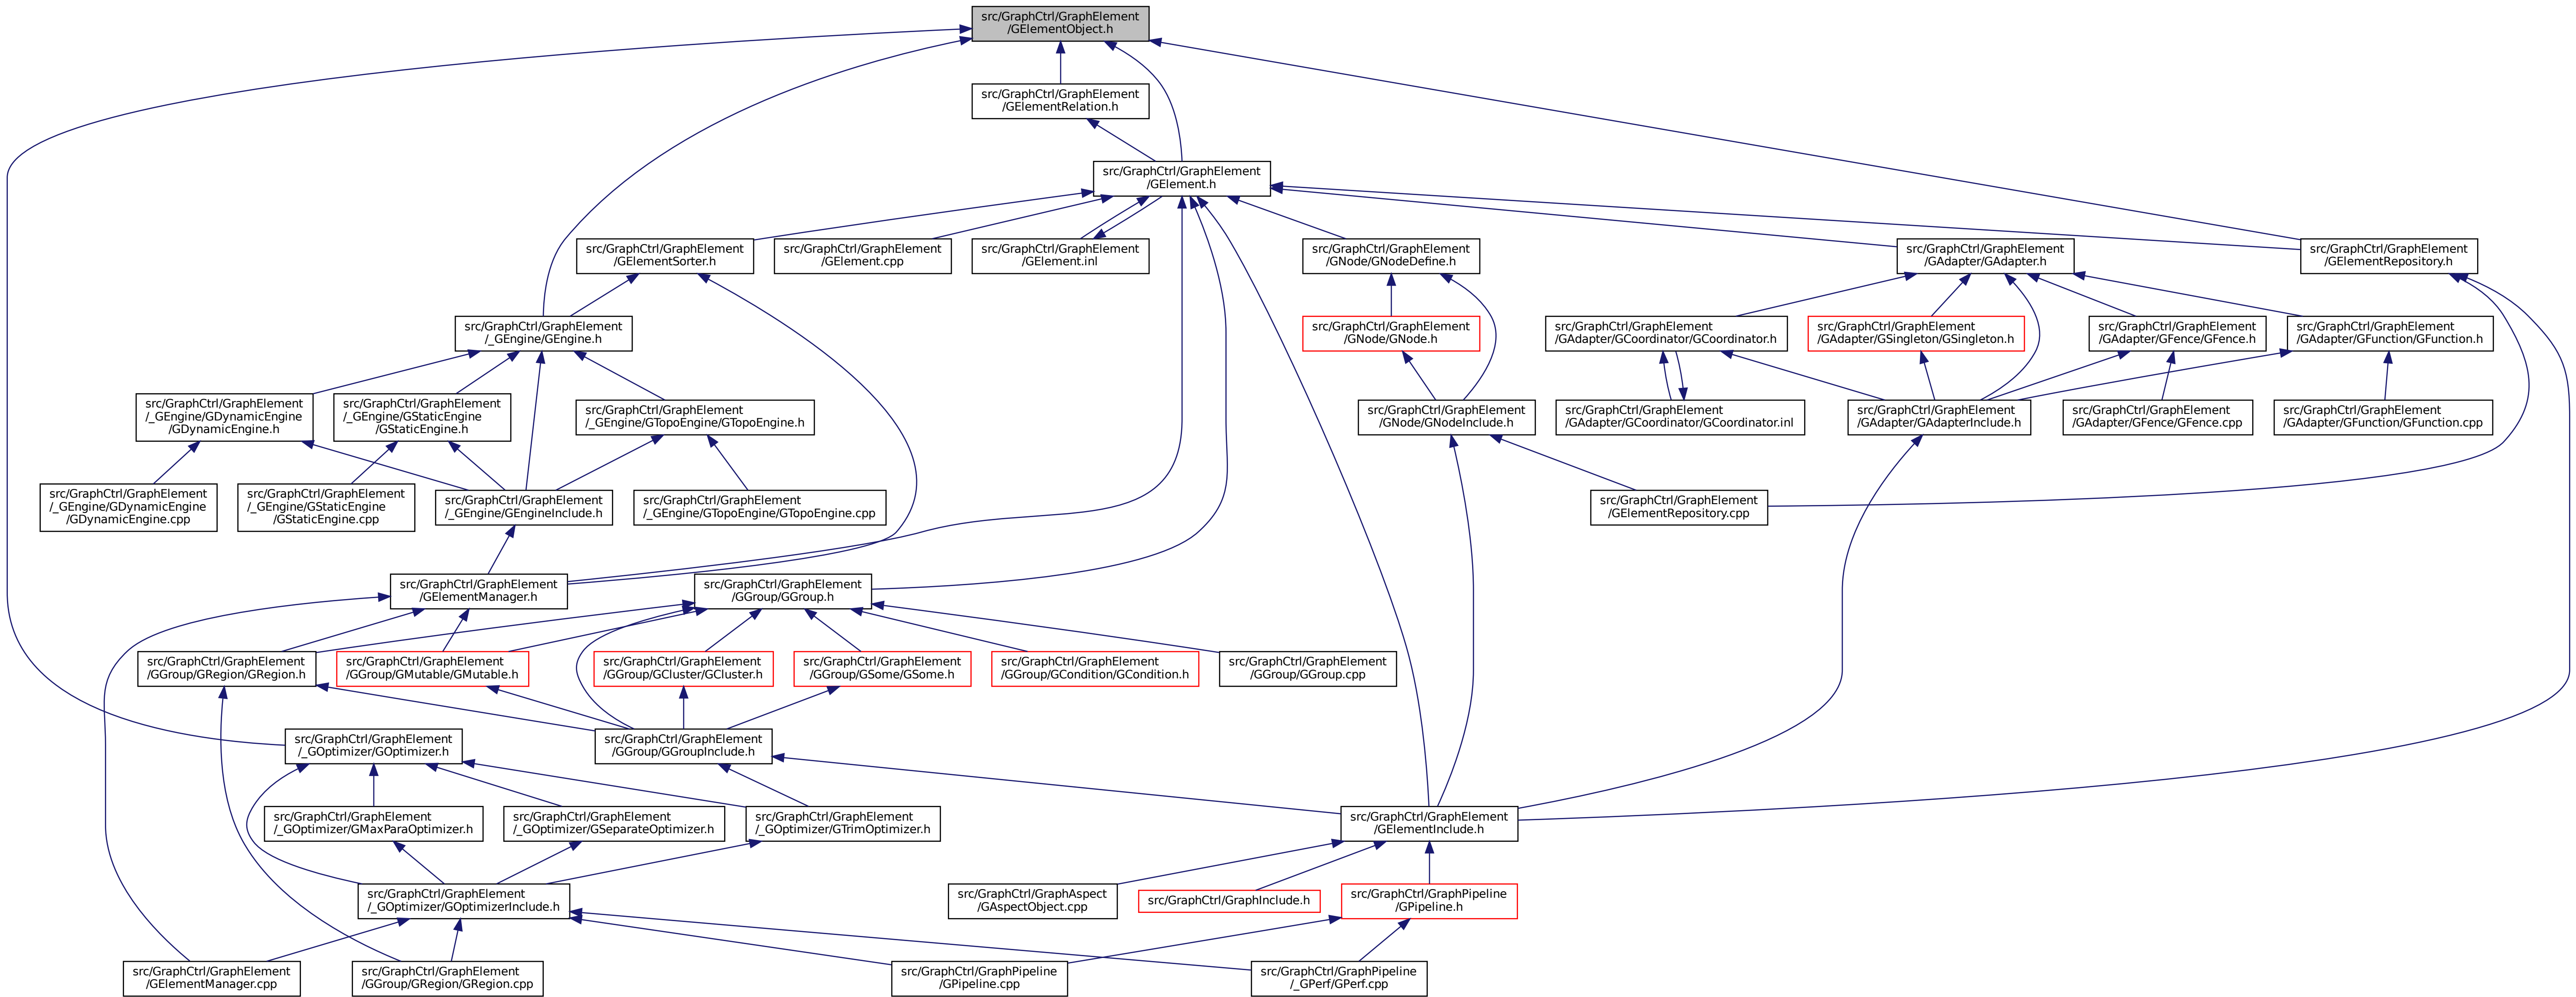 src/GraphCtrl/GraphElement
/GElementObject.h
src/GraphCtrl/GraphElement
/GElementRelation.h
src/GraphCtrl/GraphElement
/GElement.h
src/GraphCtrl/GraphElement
/GElementSorter.h
src/GraphCtrl/GraphElement
/GElement.cpp
src/GraphCtrl/GraphElement
/GElement.inl
src/GraphCtrl/GraphElement
/GNode/GNodeDefine.h
src/GraphCtrl/GraphElement
/GAdapter/GAdapter.h
src/GraphCtrl/GraphElement
/GElementRepository.h
src/GraphCtrl/GraphElement
/_GEngine/GEngine.h
src/GraphCtrl/GraphElement
/GNode/GNode.h
src/GraphCtrl/GraphElement
/GAdapter/GCoordinator/GCoordinator.h
src/GraphCtrl/GraphElement
/GAdapter/GSingleton/GSingleton.h
src/GraphCtrl/GraphElement
/GAdapter/GFence/GFence.h
src/GraphCtrl/GraphElement
/GAdapter/GFunction/GFunction.h
src/GraphCtrl/GraphElement
/_GEngine/GDynamicEngine
/GDynamicEngine.h
src/GraphCtrl/GraphElement
/_GEngine/GStaticEngine
/GStaticEngine.h
src/GraphCtrl/GraphElement
/_GEngine/GTopoEngine/GTopoEngine.h
src/GraphCtrl/GraphElement
/GNode/GNodeInclude.h
src/GraphCtrl/GraphElement
/GAdapter/GCoordinator/GCoordinator.inl
src/GraphCtrl/GraphElement
/GAdapter/GAdapterInclude.h
src/GraphCtrl/GraphElement
/GAdapter/GFence/GFence.cpp
src/GraphCtrl/GraphElement
/GAdapter/GFunction/GFunction.cpp
src/GraphCtrl/GraphElement
/_GEngine/GDynamicEngine
/GDynamicEngine.cpp
src/GraphCtrl/GraphElement
/_GEngine/GStaticEngine
/GStaticEngine.cpp
src/GraphCtrl/GraphElement
/_GEngine/GEngineInclude.h
src/GraphCtrl/GraphElement
/_GEngine/GTopoEngine/GTopoEngine.cpp
src/GraphCtrl/GraphElement
/GElementRepository.cpp
src/GraphCtrl/GraphElement
/GElementManager.h
src/GraphCtrl/GraphElement
/GGroup/GGroup.h
src/GraphCtrl/GraphElement
/GGroup/GRegion/GRegion.h
src/GraphCtrl/GraphElement
/GGroup/GMutable/GMutable.h
src/GraphCtrl/GraphElement
/GGroup/GCluster/GCluster.h
src/GraphCtrl/GraphElement
/GGroup/GSome/GSome.h
src/GraphCtrl/GraphElement
/GGroup/GCondition/GCondition.h
src/GraphCtrl/GraphElement
/GGroup/GGroup.cpp
src/GraphCtrl/GraphElement
/_GOptimizer/GOptimizer.h
src/GraphCtrl/GraphElement
/GGroup/GGroupInclude.h
src/GraphCtrl/GraphElement
/_GOptimizer/GMaxParaOptimizer.h
src/GraphCtrl/GraphElement
/_GOptimizer/GSeparateOptimizer.h
src/GraphCtrl/GraphElement
/_GOptimizer/GTrimOptimizer.h
src/GraphCtrl/GraphElement
/GElementInclude.h
src/GraphCtrl/GraphElement
/_GOptimizer/GOptimizerInclude.h
src/GraphCtrl/GraphAspect
/GAspectObject.cpp
src/GraphCtrl/GraphInclude.h
src/GraphCtrl/GraphPipeline
/GPipeline.h
src/GraphCtrl/GraphElement
/GElementManager.cpp
src/GraphCtrl/GraphElement
/GGroup/GRegion/GRegion.cpp
src/GraphCtrl/GraphPipeline
/GPipeline.cpp
src/GraphCtrl/GraphPipeline
/_GPerf/GPerf.cpp